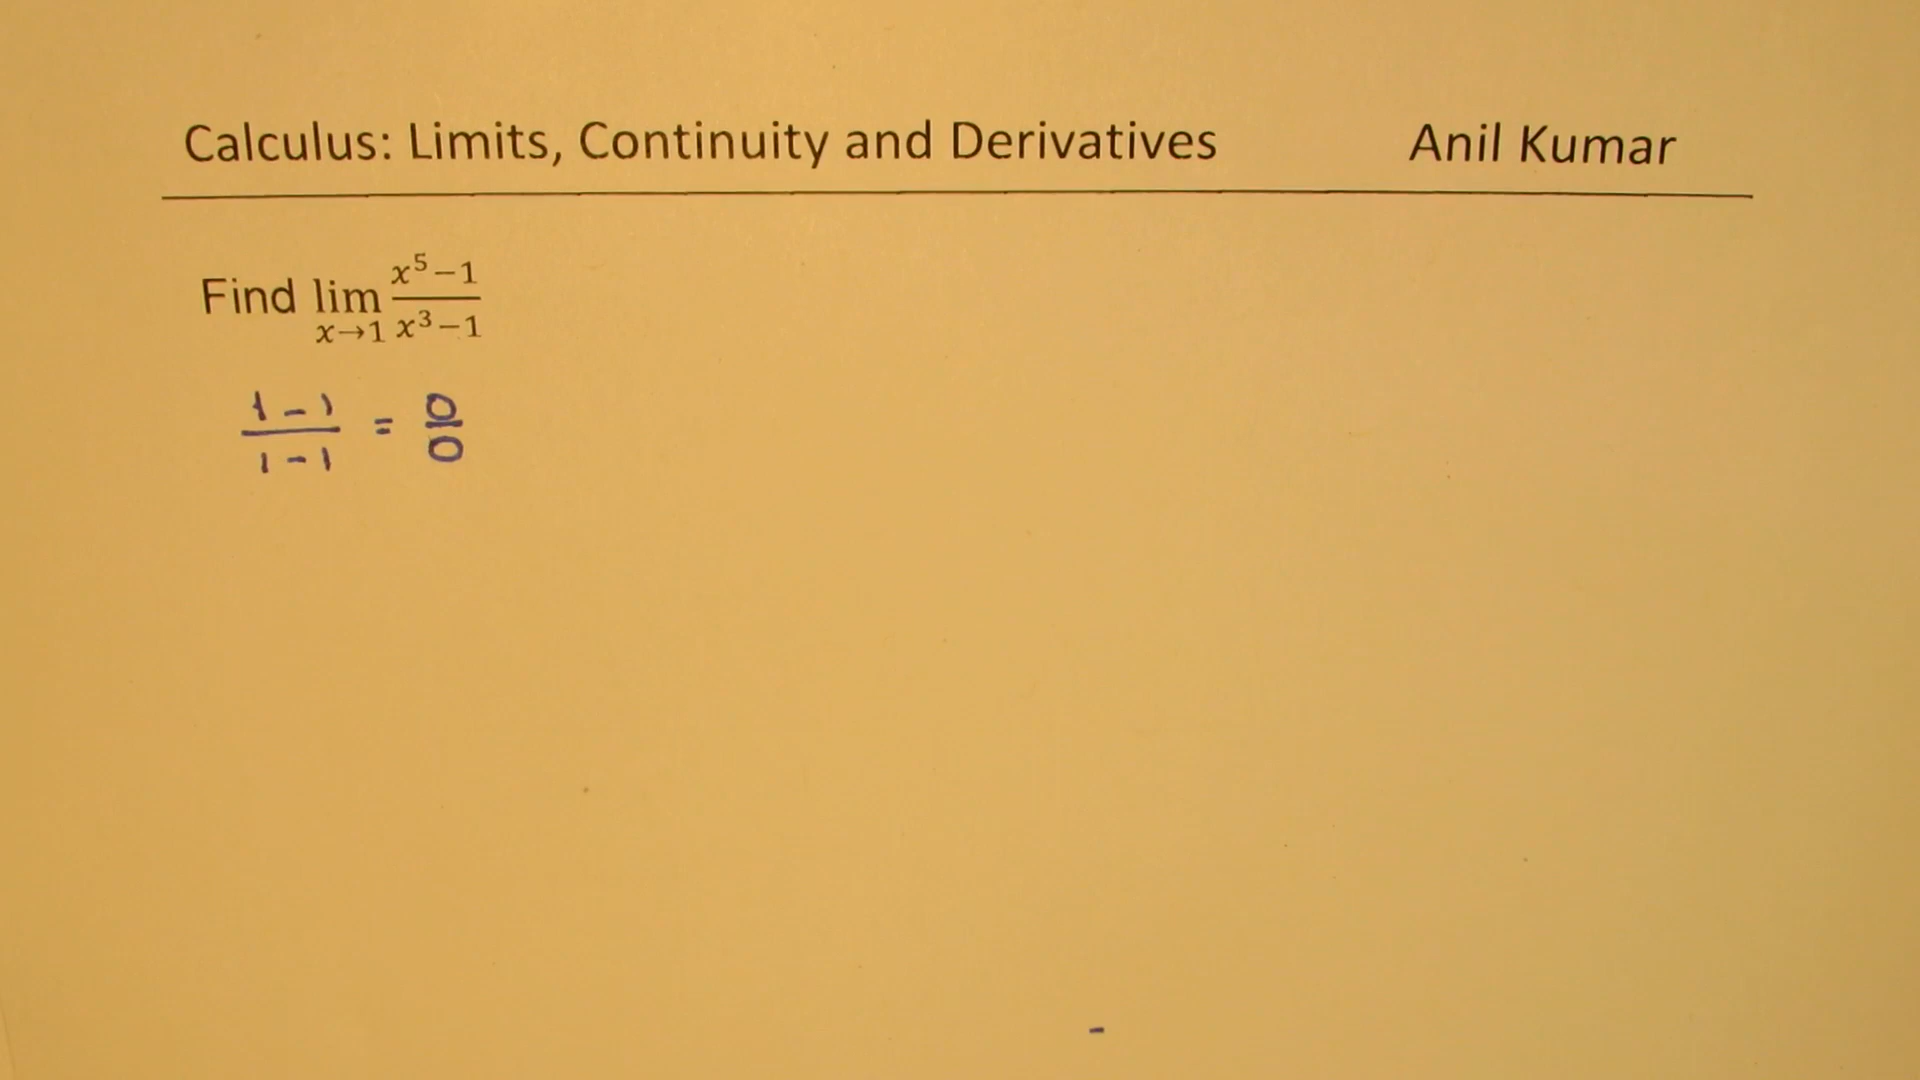 Calculus: Limits, Continuity and Derivatives Anil Kumar
Find lim x→1 (x⁵−1)/(x³−1)
(1-1)/(1-1) = 0/0